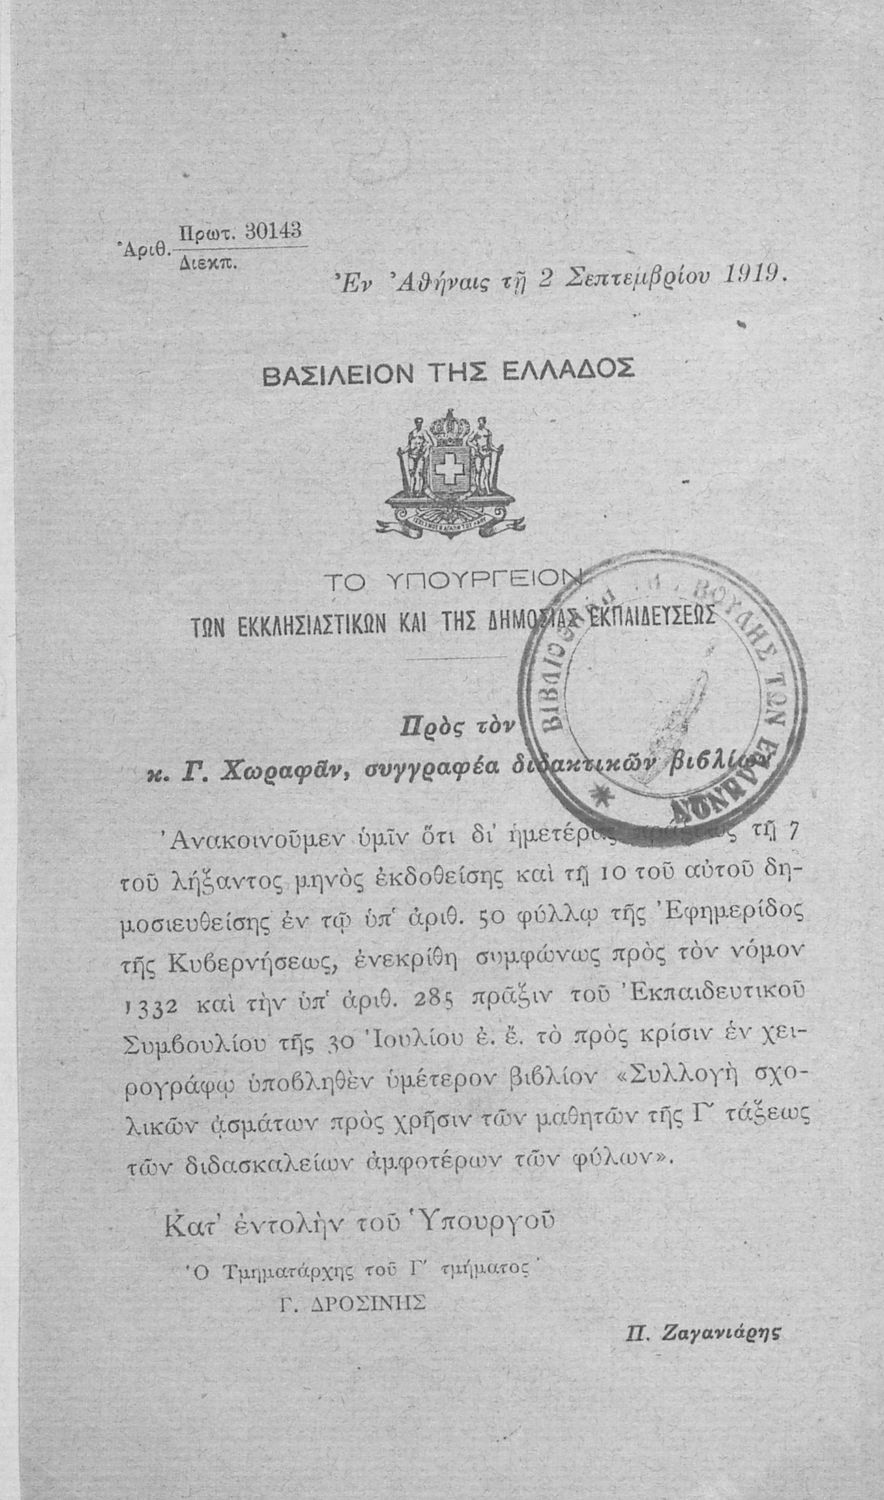 Ἀριθ. Πρωτ. 30143
Διεκπ.
Ἐν Ἀθήναις τῇ 2 Σεπτεμβρίου 1919.
ΒΑΣΙΛΕΙΟΝ ΤΗΣ ΕΛΛΑΔΟΣ
ΤΟ ΥΠΟΥΡΓΕΙΟΝ
ΤΩΝ ΕΚΚΛΗΣΙΑΣΤΙΚΩΝ ΚΑΙ ΤΗΣ ΔΗΜΟΣΙΑΣ ΕΚΠΑΙΔΕΥΣΕΩΣ
ΒΙΒΛΙΟΘΗΚΗ ΤΗΣ ΒΟΥΛΗΣ ΤΩΝ ΕΛΛΗΝΩΝ
Πρὸς τὸν
κ. Γ. Χωραφᾶν, συγγραφέα διδακτικῶν βιβλίων
Ἀνακοινοῦμεν ὑμῖν ὅτι δι' ἡμετέρας πράξεως τῇ 7
τοῦ λήξαντος μηνὸς ἐκδοθείσης καὶ τῇ 10 τοῦ αὐτοῦ δη-
μοσιευθείσης ἐν τῷ ὑπ' ἀριθ. 50 φύλλῳ τῆς Ἐφημερίδος
τῆς Κυβερνήσεως, ἐνεκρίθη συμφώνως πρὸς τὸν νόμον
1332 καὶ τὴν ὑπ' ἀριθ. 285 πρᾶξιν τοῦ Ἐκπαιδευτικοῦ
Συμβουλίου τῆς 30 Ἰουλίου ἐ. ἔ. τὸ πρὸς κρίσιν ἐν χει-
ρογράφῳ ὑποβληθὲν ὑμέτερον βιβλίον «Συλλογὴ σχο-
λικῶν ᾀσμάτων πρὸς χρῆσιν τῶν μαθητῶν τῆς Γ΄ τάξεως
τῶν διδασκαλείων ἀμφοτέρων τῶν φύλων».
Κατ' ἐντολὴν τοῦ Ὑπουργοῦ
Ὁ Τμηματάρχης τοῦ Γ' τμήματος
Γ. ΔΡΟΣΙΝΗΣ
Π. Ζαγανιάρης